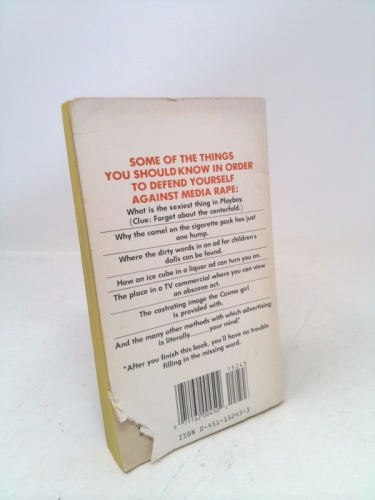 SOME OF THE THINGS
YOU SHOULD KNOW IN ORDER
TO DEFEND YOURSELF
AGAINST MEDIA RAPE:
What is the sexiest thing in Playboy.
(Clue: Forget about the centerfold.)
Why the camel on the cigarette pack has just
one hump.
Where the dirty words in an ad for children's
dolls can be found.
How an ice cube in a liquor ad can turn you on.
The place in a TV commercial where you can view
an obscene act.
The castrating image the Cosmo girl
is provided with.
And the many other methods with which advertising
is literally____your mind.*
*After you finish this book, you'll have no trouble
filling in the missing word.
15243
ISBN 0-451-15243-3